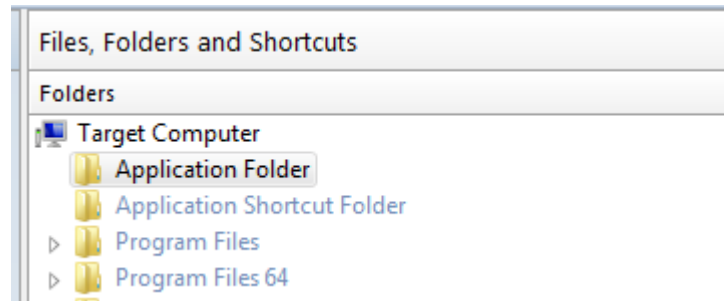 Files, Folders and Shortcuts
Folders
Target Computer
Application Folder
Application Shortcut Folder
Program Files
Program Files 64